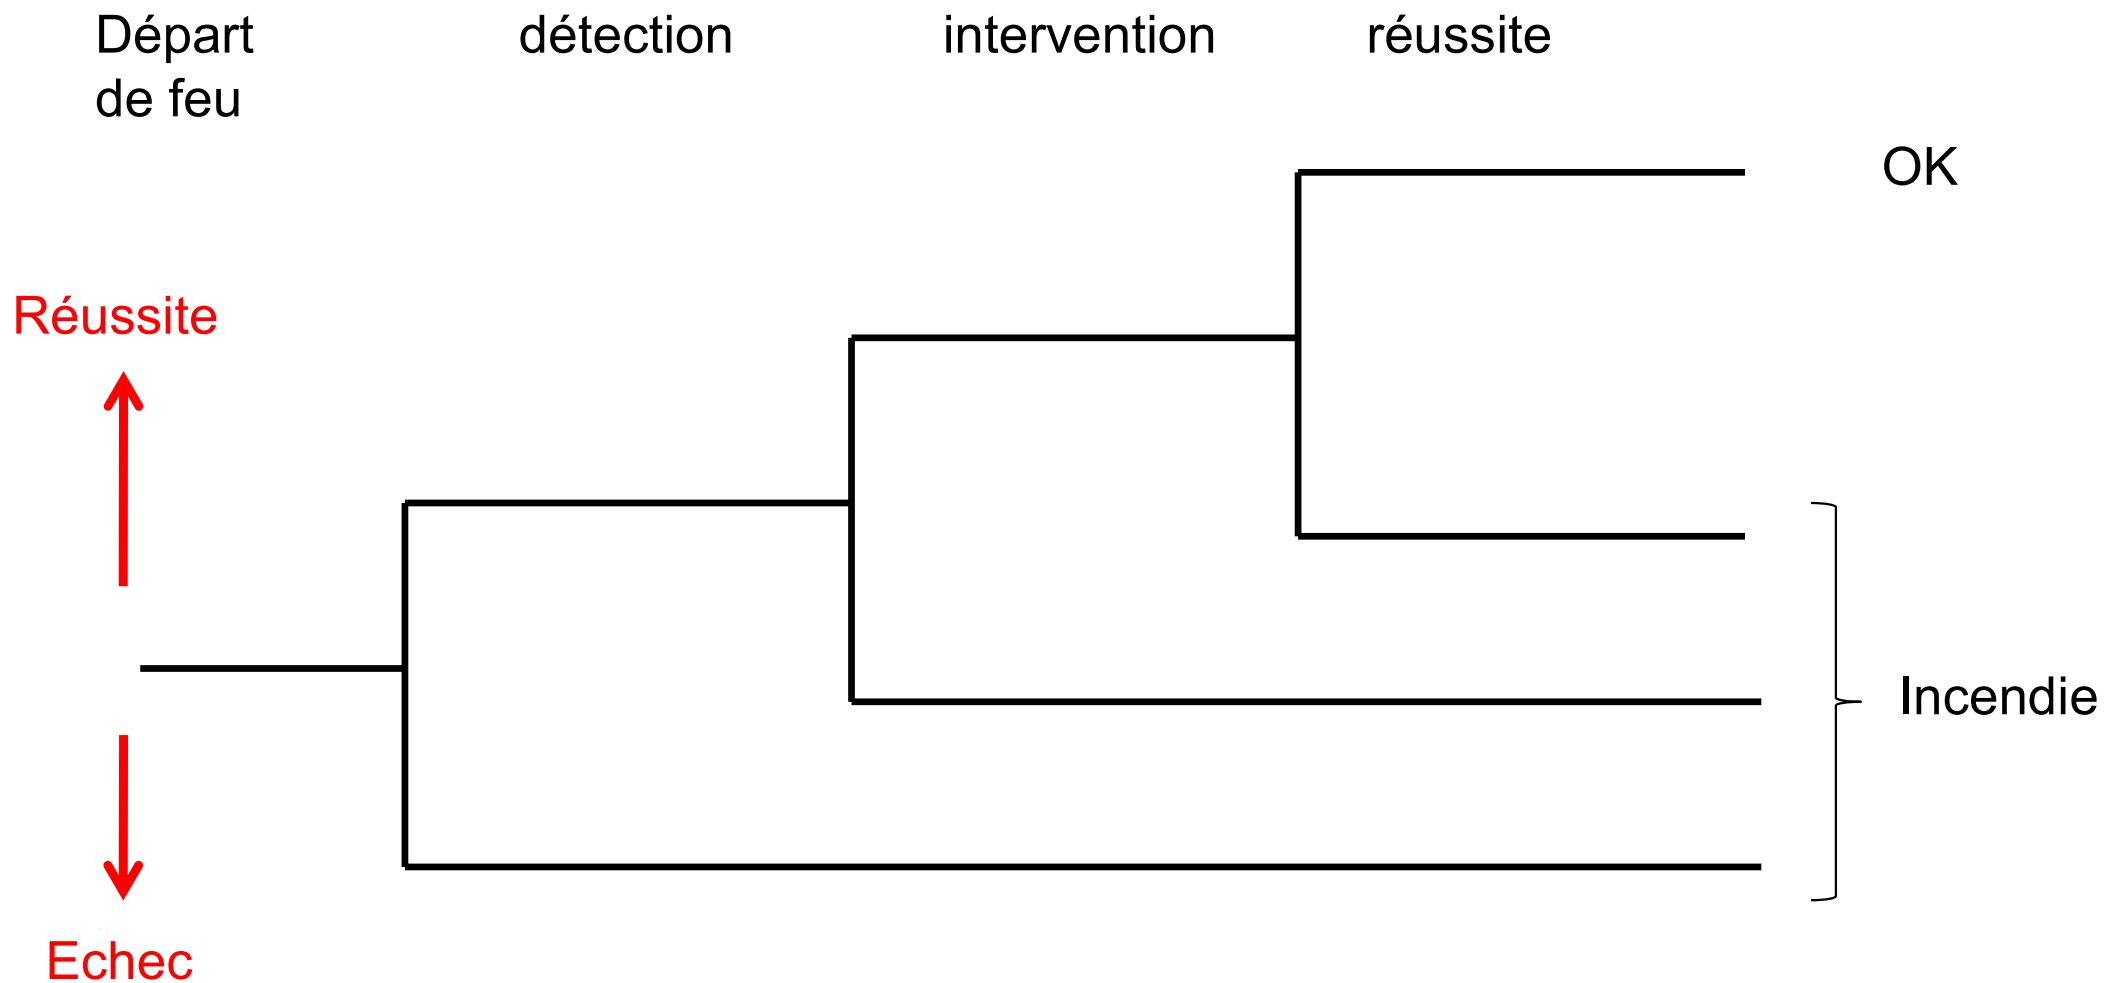 Départ
de feu
détection
intervention
réussite
OK
Réussite
Incendie
Echec